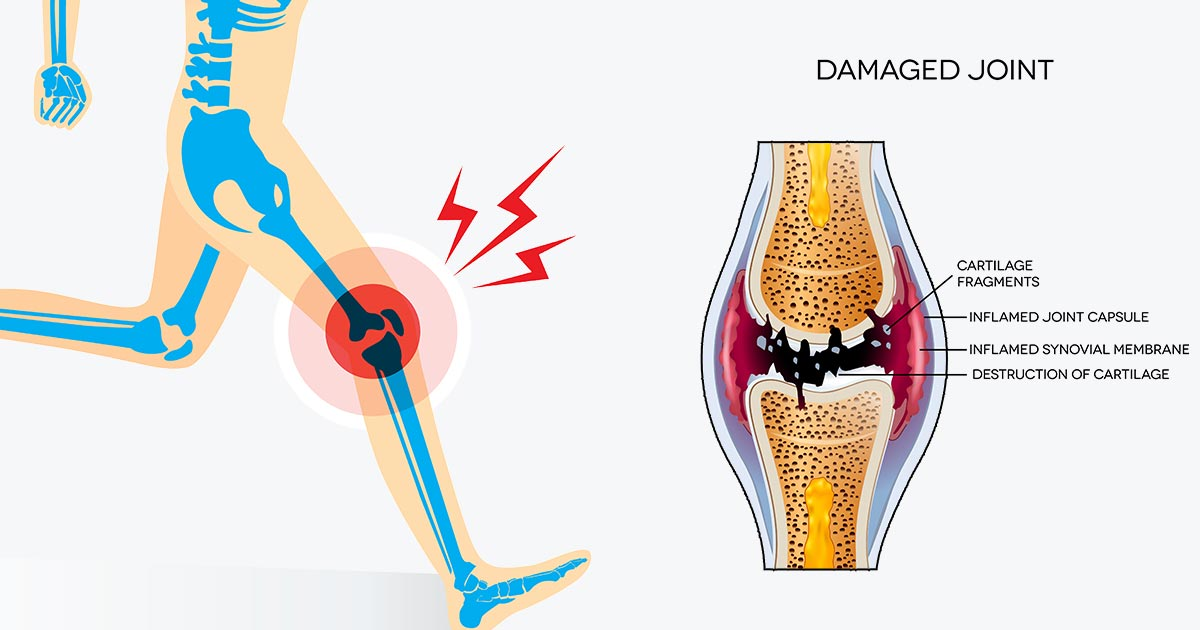 DAMAGED JOINT
CARTILAGE
FRAGMENTS
INFLAMED JOINT CAPSULE
INFLAMED SYNOVIAL MEMBRANE
DESTRUCTION OF CARTILAGE